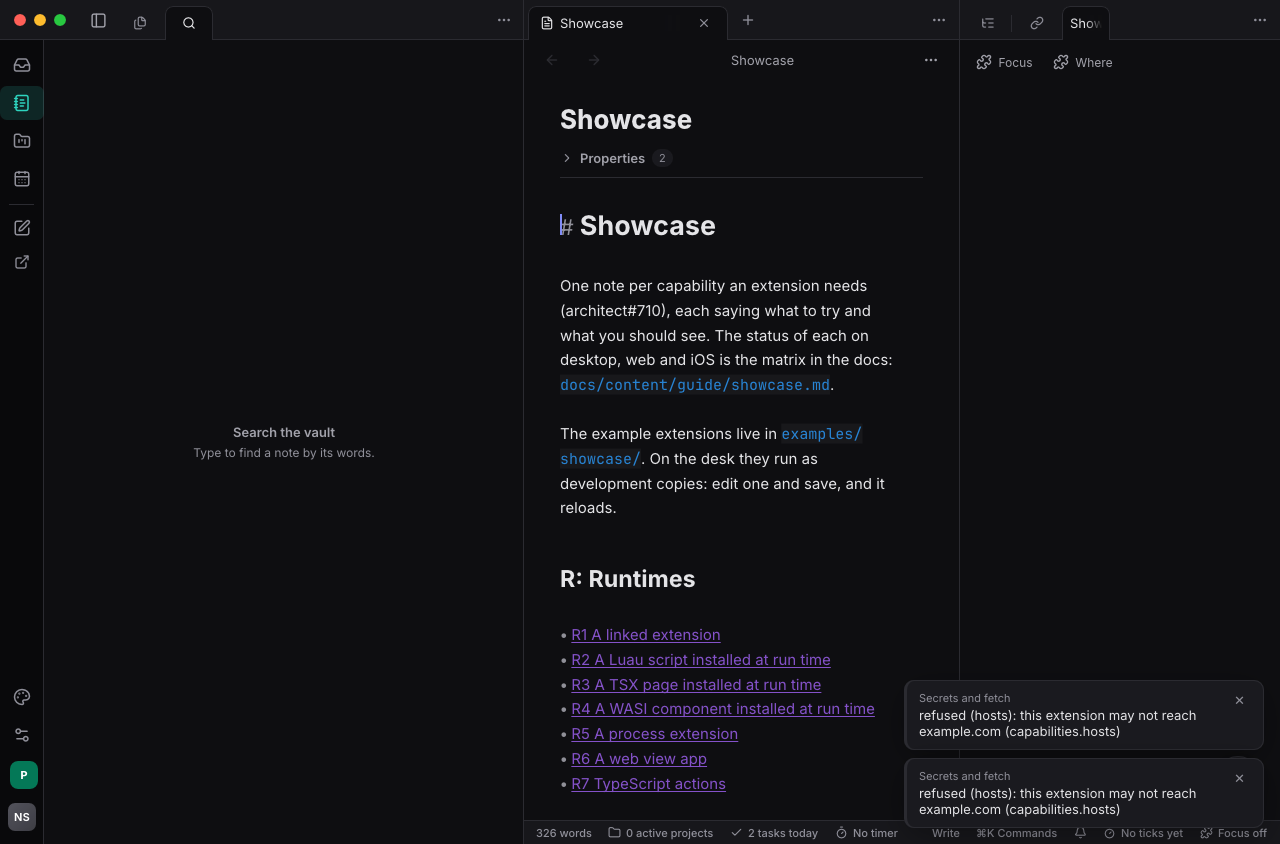 Showcase
Show
Showcase
Focus
Where
Showcase
Properties 2
# Showcase
One note per capability an extension needs
(architect#710), each saying what to try and
what you should see. The status of each on
desktop, web and iOS is the matrix in the docs:
docs/content/guide/showcase.md.
The example extensions live in examples/
showcase/. On the desk they run as
development copies: edit one and save, and it
reloads.
Search the vault
Type to find a note by its words.
R: Runtimes
• R1 A linked extension
• R2 A Luau script installed at run time
• R3 A TSX page installed at run time
• R4 A WASI component installed at run time
• R5 A process extension
• R6 A web view app
• R7 TypeScript actions
Secrets and fetch
refused (hosts): this extension may not reach
example.com (capabilities.hosts)
Secrets and fetch
refused (hosts): this extension may not reach
example.com (capabilities.hosts)
P
NS
326 words
0 active projects
2 tasks today
No timer
Write
⌘K Commands
No ticks yet
Focus off